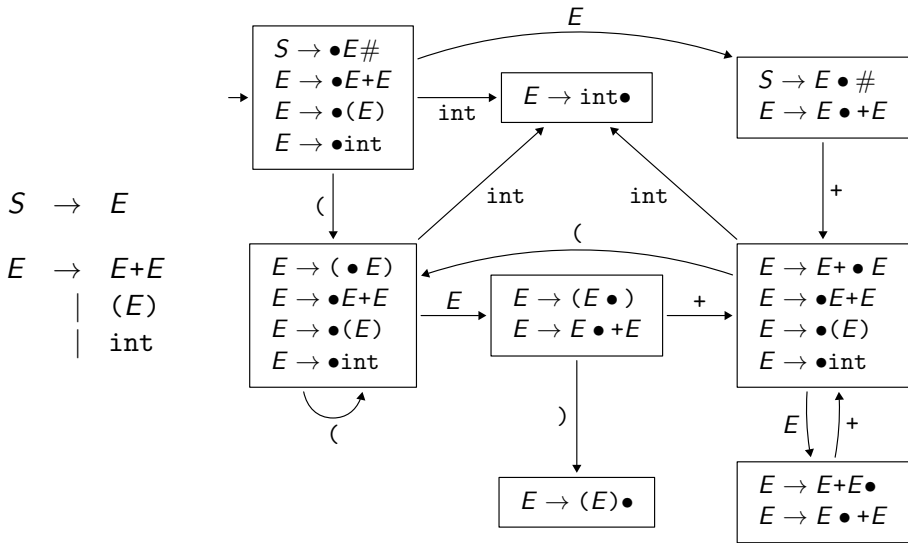 S → E
E → E+E
| (E)
| int
S → •E#
E → •E+E
E → •(E)
E → •int
E
int
E → int•
S → E • #
E → E • +E
(
int
int
+
(
E → ( • E)
E → •E+E
E → •(E)
E → •int
E
E → (E • )
E → E • +E
+
E → E+ • E
E → •E+E
E → •(E)
E → •int
(
)
E
+
E → (E)•
E → E+E•
E → E • +E